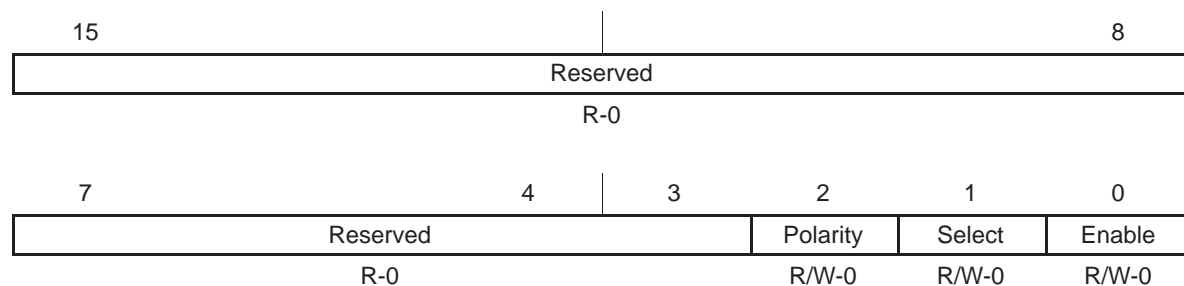 15 8
Reserved
R-0
7 4 3 2 1 0
Reserved Polarity Select Enable
R-0 R/W-0 R/W-0 R/W-0